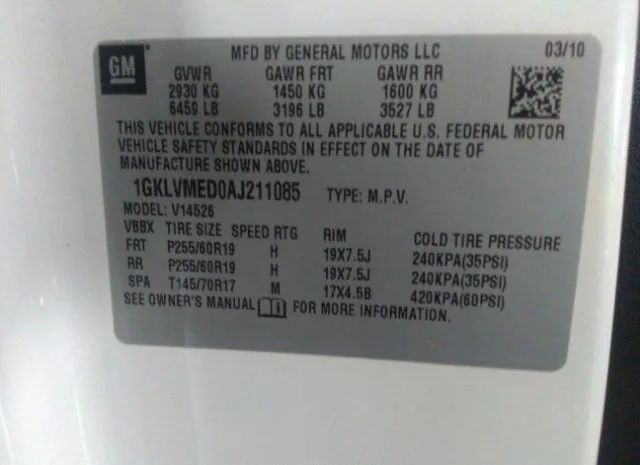 GM
MFD BY GENERAL MOTORS LLC 03/10
GVWR GAWR FRT GAWR RR
2930 KG 1450 KG 1600 KG
6459 LB 3196 LB 3527 LB
THIS VEHICLE CONFORMS TO ALL APPLICABLE U.S. FEDERAL MOTOR
VEHICLE SAFETY STANDARDS IN EFFECT ON THE DATE OF
MANUFACTURE SHOWN ABOVE.
1GKLVMED0AJ211085 TYPE: M.P.V.
MODEL: V14526
VBBX TIRE SIZE SPEED RTG RIM COLD TIRE PRESSURE
FRT P255/60R19 H 19X7.5J 240KPA(35PSI)
RR P255/60R19 H 19X7.5J 240KPA(35PSI)
SPA T145/70R17 M 17X4.5B 420KPA(60PSI)
SEE OWNER'S MANUAL FOR MORE INFORMATION.